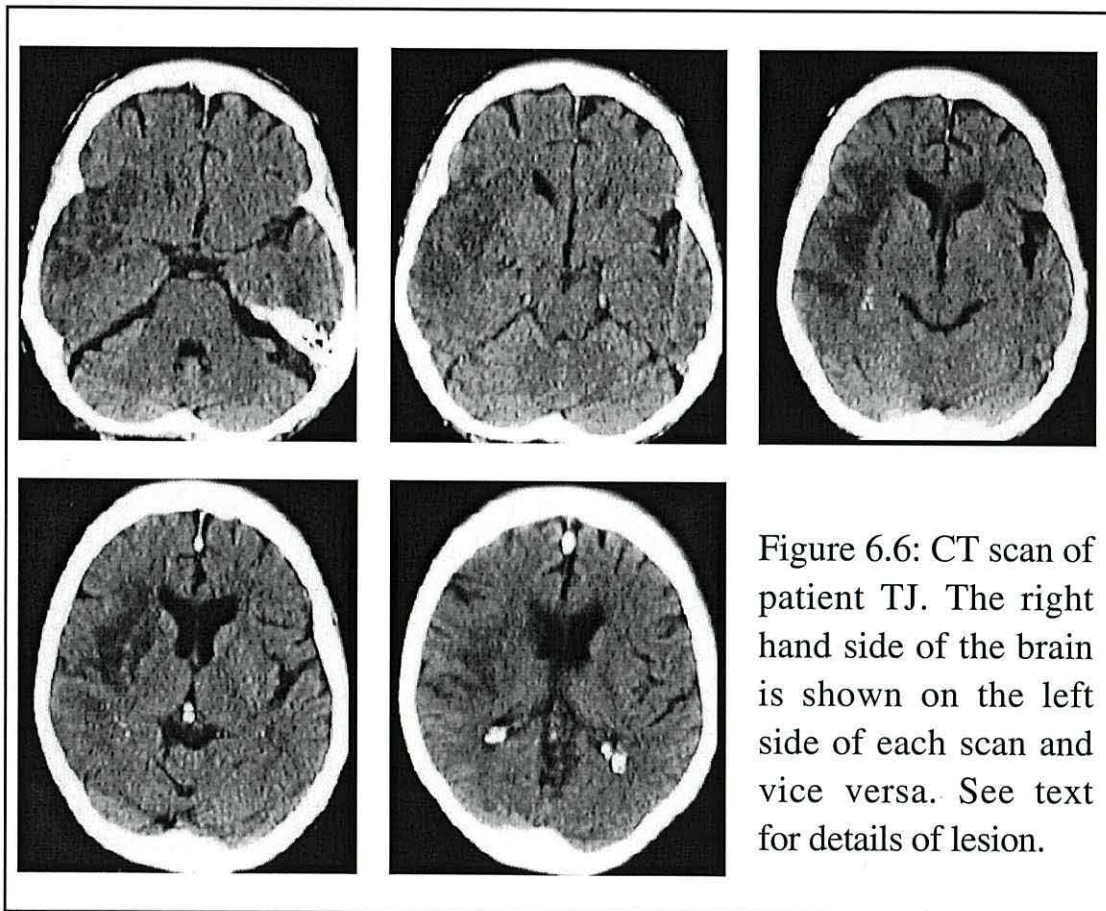 Figure 6.6: CT scan of
patient TJ. The right
hand side of the brain
is shown on the left
side of each scan and
vice versa. See text
for details of lesion.